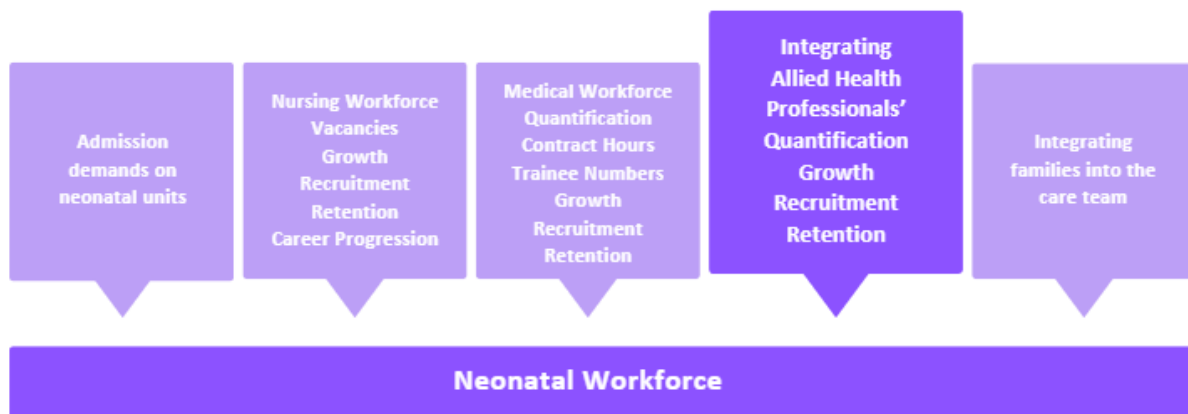 Admission
demands on
neonatal units
Nursing Workforce
Vacancies
Growth
Recruitment
Retention
Career Progression
Medical Workforce
Quantification
Contract Hours
Trainee Numbers
Growth
Recruitment
Retention
Integrating
Allied Health
Professionals’
Quantification
Growth
Recruitment
Retention
Integrating
families into the
care team
Neonatal Workforce